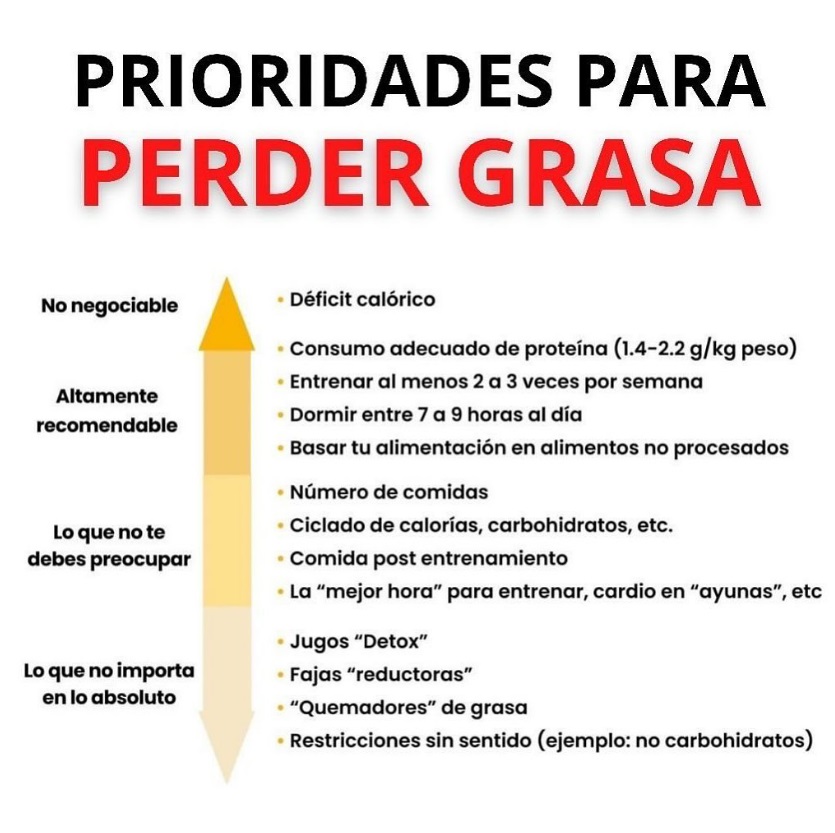 PRIORIDADES PARA
PERDER GRASA
No negociable
• Déficit calórico
Altamente
recomendable
• Consumo adecuado de proteína (1.4-2.2 g/kg peso)
• Entrenar al menos 2 a 3 veces por semana
• Dormir entre 7 a 9 horas al día
• Basar tu alimentación en alimentos no procesados
Lo que no te
debes preocupar
• Número de comidas
• Ciclado de calorías, carbohidratos, etc.
• Comida post entrenamiento
• La “mejor hora” para entrenar, cardio en “ayunas”, etc
Lo que no importa
en lo absoluto
• Jugos “Detox”
• Fajas “reductoras”
• “Quemadores” de grasa
• Restricciones sin sentido (ejemplo: no carbohidratos)